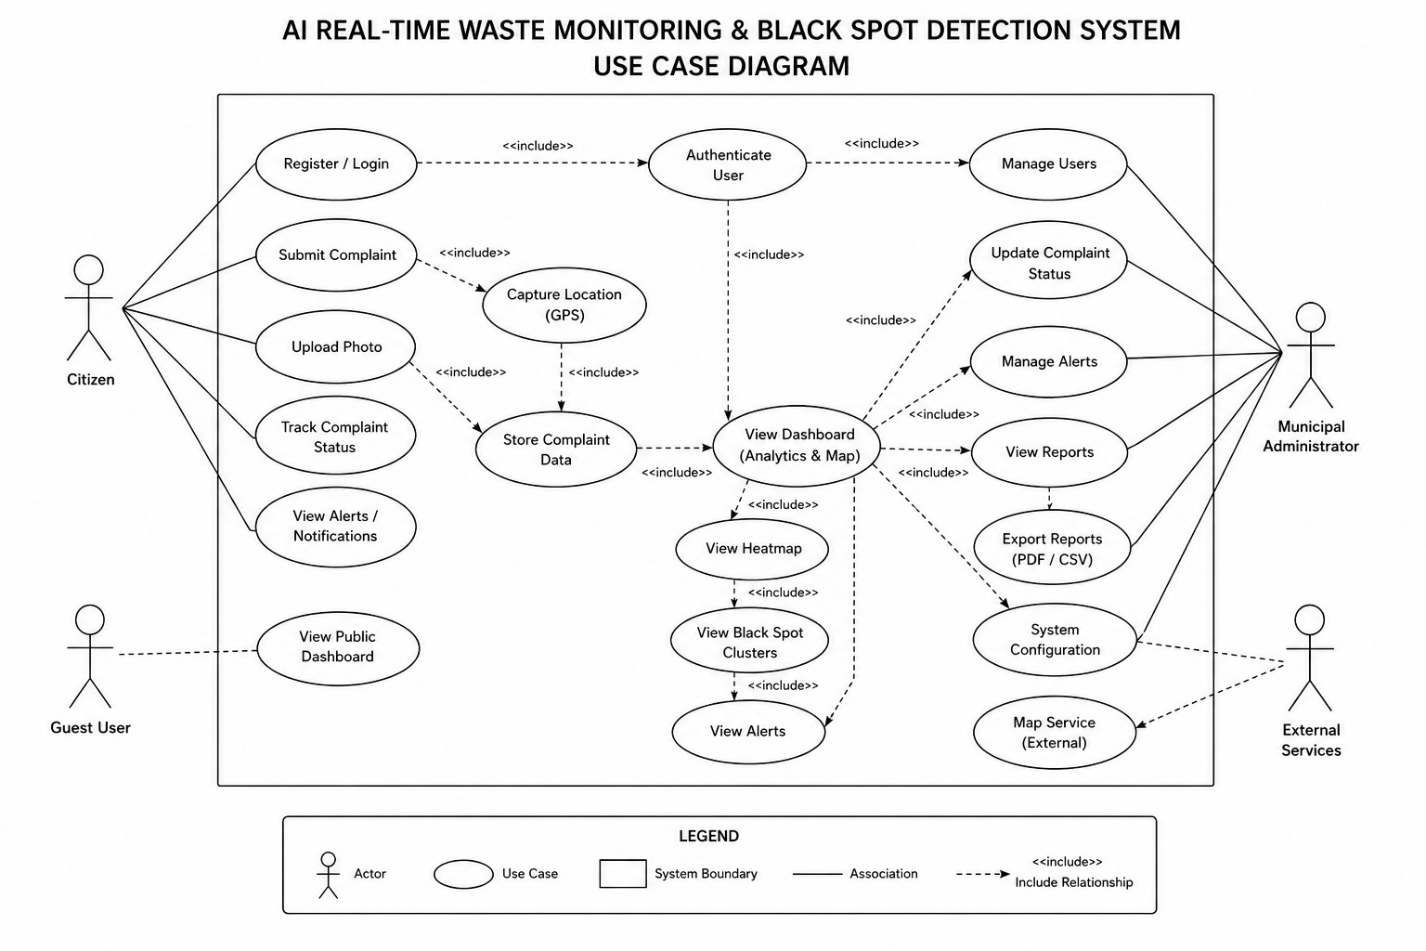 AI REAL-TIME WASTE MONITORING & BLACK SPOT DETECTION SYSTEM
USE CASE DIAGRAM
Register / Login
<<include>>
Authenticate
User
<<include>>
Manage Users
Submit Complaint
<<include>>
Capture Location
(GPS)
<<include>>
Update Complaint
Status
<<include>>
Upload Photo
<<include>>
<<include>>
Manage Alerts
<<include>>
Citizen
Track Complaint
Status
Store Complaint
Data
<<include>>
View Dashboard
(Analytics & Map)
<<include>>
View Reports
Municipal
Administrator
View Alerts /
Notifications
<<include>>
View Heatmap
Export Reports
(PDF / CSV)
<<include>>
View Public
Dashboard
View Black Spot
Clusters
System
Configuration
<<include>>
Guest User
View Alerts
Map Service
(External)
External
Services
LEGEND
Actor
Use Case
System Boundary
Association
<<include>>
Include Relationship